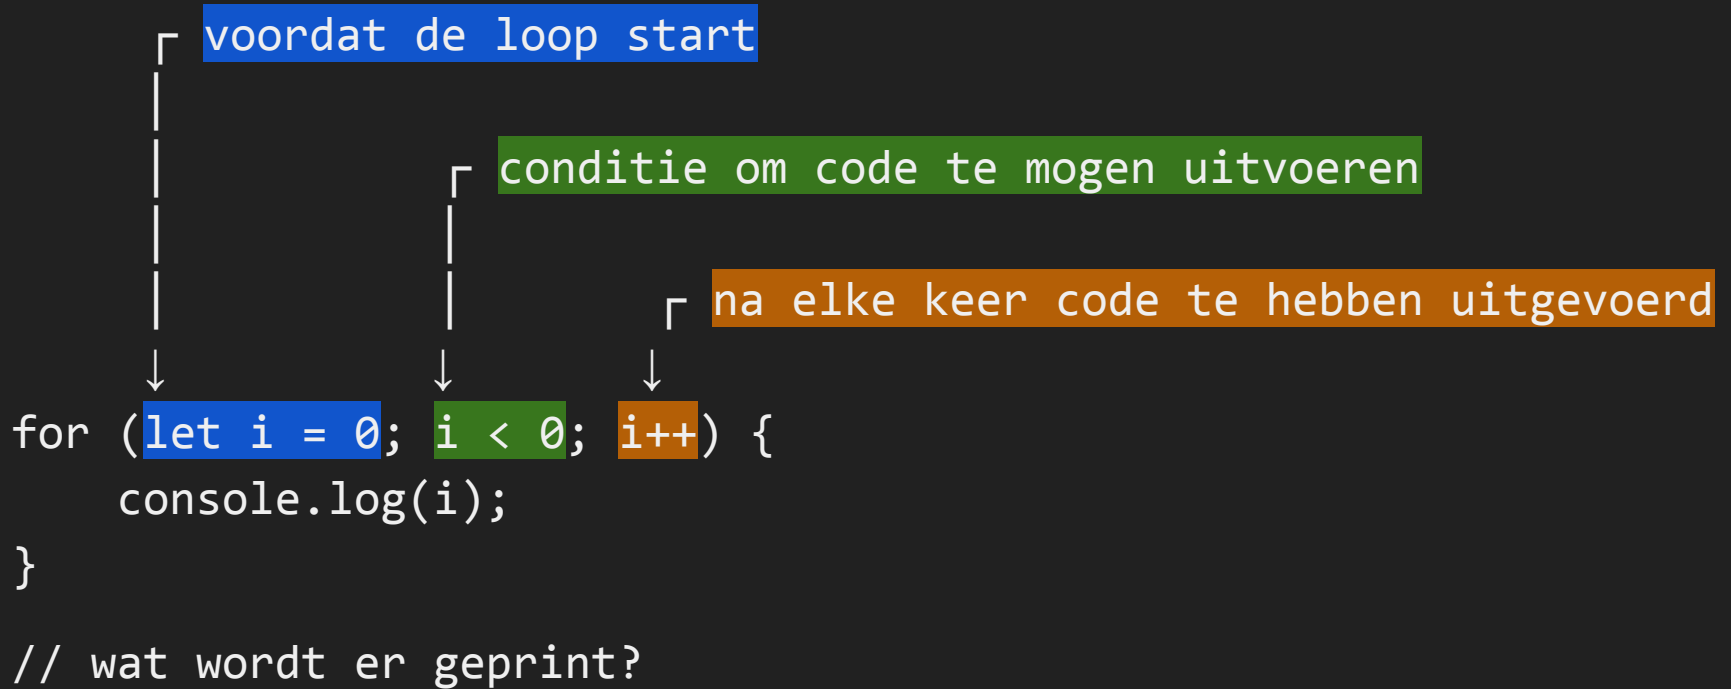 voordat de loop start
conditie om code te mogen uitvoeren
na elke keer code te hebben uitgevoerd
for (let i = 0; i < 0; i++) {
    console.log(i);
}
// wat wordt er geprint?